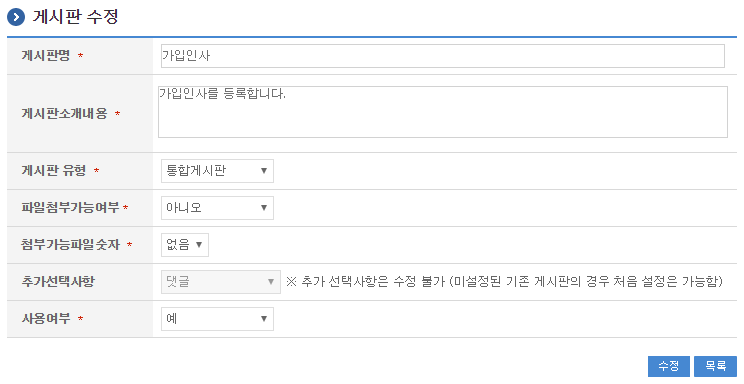 게시판 수정
게시판명 * 가입인사
게시판소개내용 * 가입인사를 등록합니다.
게시판 유형 * 통합게시판
파일첨부가능여부 * 아니오
첨부가능파일숫자 * 없음
추가선택사항 댓글 ※ 추가 선택사항은 수정 불가 (미설정된 기존 게시판의 경우 처음 설정은 가능함)
사용여부 * 예
수정 목록